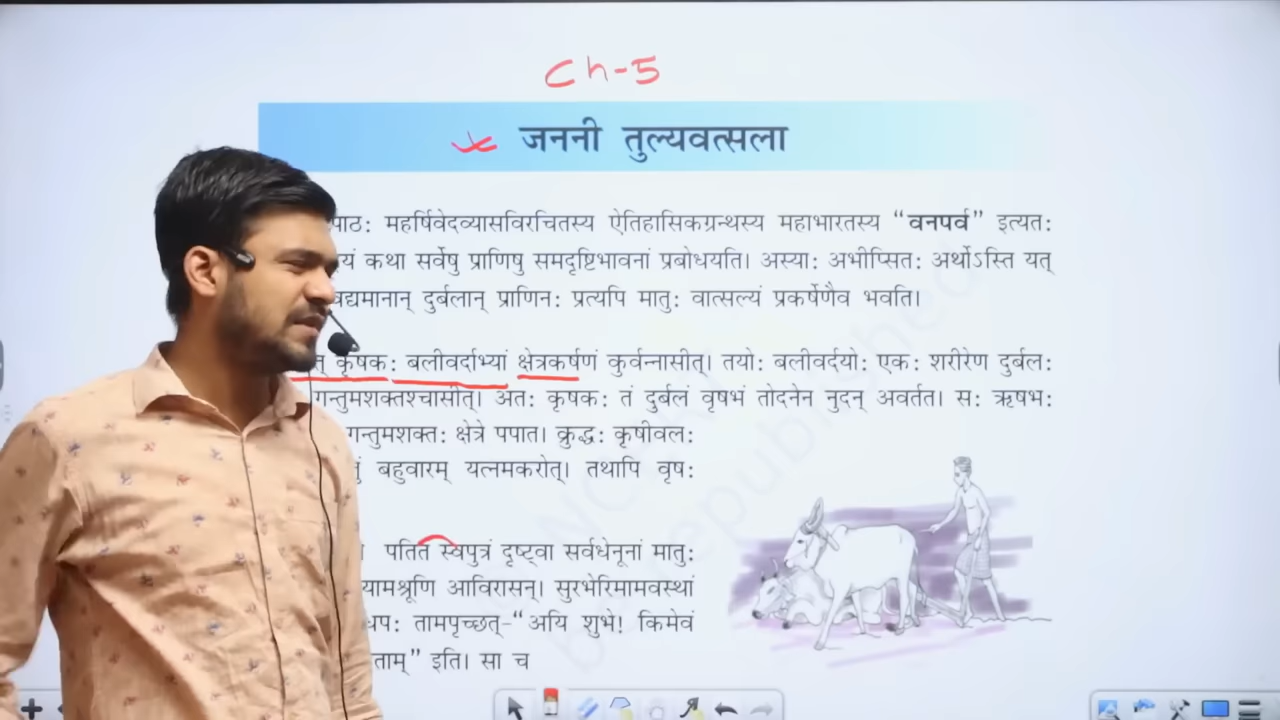 Ch-5
जननी तुल्यवत्सला
पाठः महर्षिवेदव्यासविरचितस्य ऐतिहासिकग्रन्थस्य महाभारतस्य “वनपर्व” इत्यतः
यं कथा सर्वेषु प्राणिषु समदृष्टिभावनां प्रबोधयति। अस्याः अभीप्सितः अर्थोऽस्ति यत्
द्यमानान् दुर्बलान् प्राणिनः प्रत्यपि मातुः वात्सल्यं प्रकर्षेणैव भवति।
त् कृषकः बलीवर्दाभ्यां क्षेत्रकर्षणं कुर्वन्नासीत्। तयोः बलीवर्दयोः एकः शरीरेण दुर्बलः
गन्तुमशक्तश्चासीत्। अतः कृषकः तं दुर्बलं वृषभं तोदनेन नुदन् अवर्तत। सः ऋषभः
गन्तुमशक्तः क्षेत्रे पपात। क्रुद्धः कृषीवलः
तुं बहुवारम् यत्नमकरोत्। तथापि वृषः
पतितं स्वपुत्रं दृष्ट्वा सर्वधेनूनां मातुः
यामश्रूणि आविरासन्। सुरभेरिमामवस्थां
धिपः तामपृच्छत्-“अयि शुभे! किमेवं
ताम्” इति। सा च